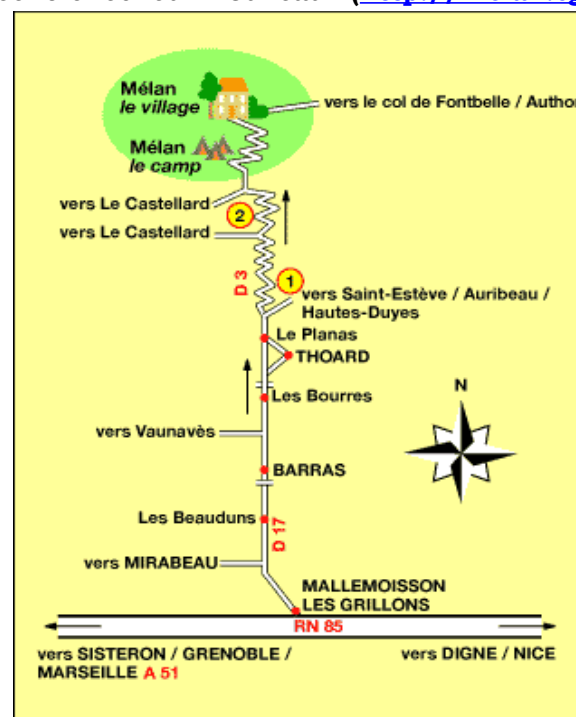 Mélan
le village
vers le col de Fontbelle / Autho
Mélan
le camp
vers Le Castellard
2
vers Le Castellard
D 3
1
vers Saint-Estève / Auribeau /
Hautes-Duyes
Le Planas
THOARD
Les Bourres
N
vers Vaunavès
BARRAS
Les Beauduns
D 17
vers MIRABEAU
MALLEMOISSON
LES GRILLONS
RN 85
vers SISTERON / GRENOBLE /
MARSEILLE A 51
vers DIGNE / NICE